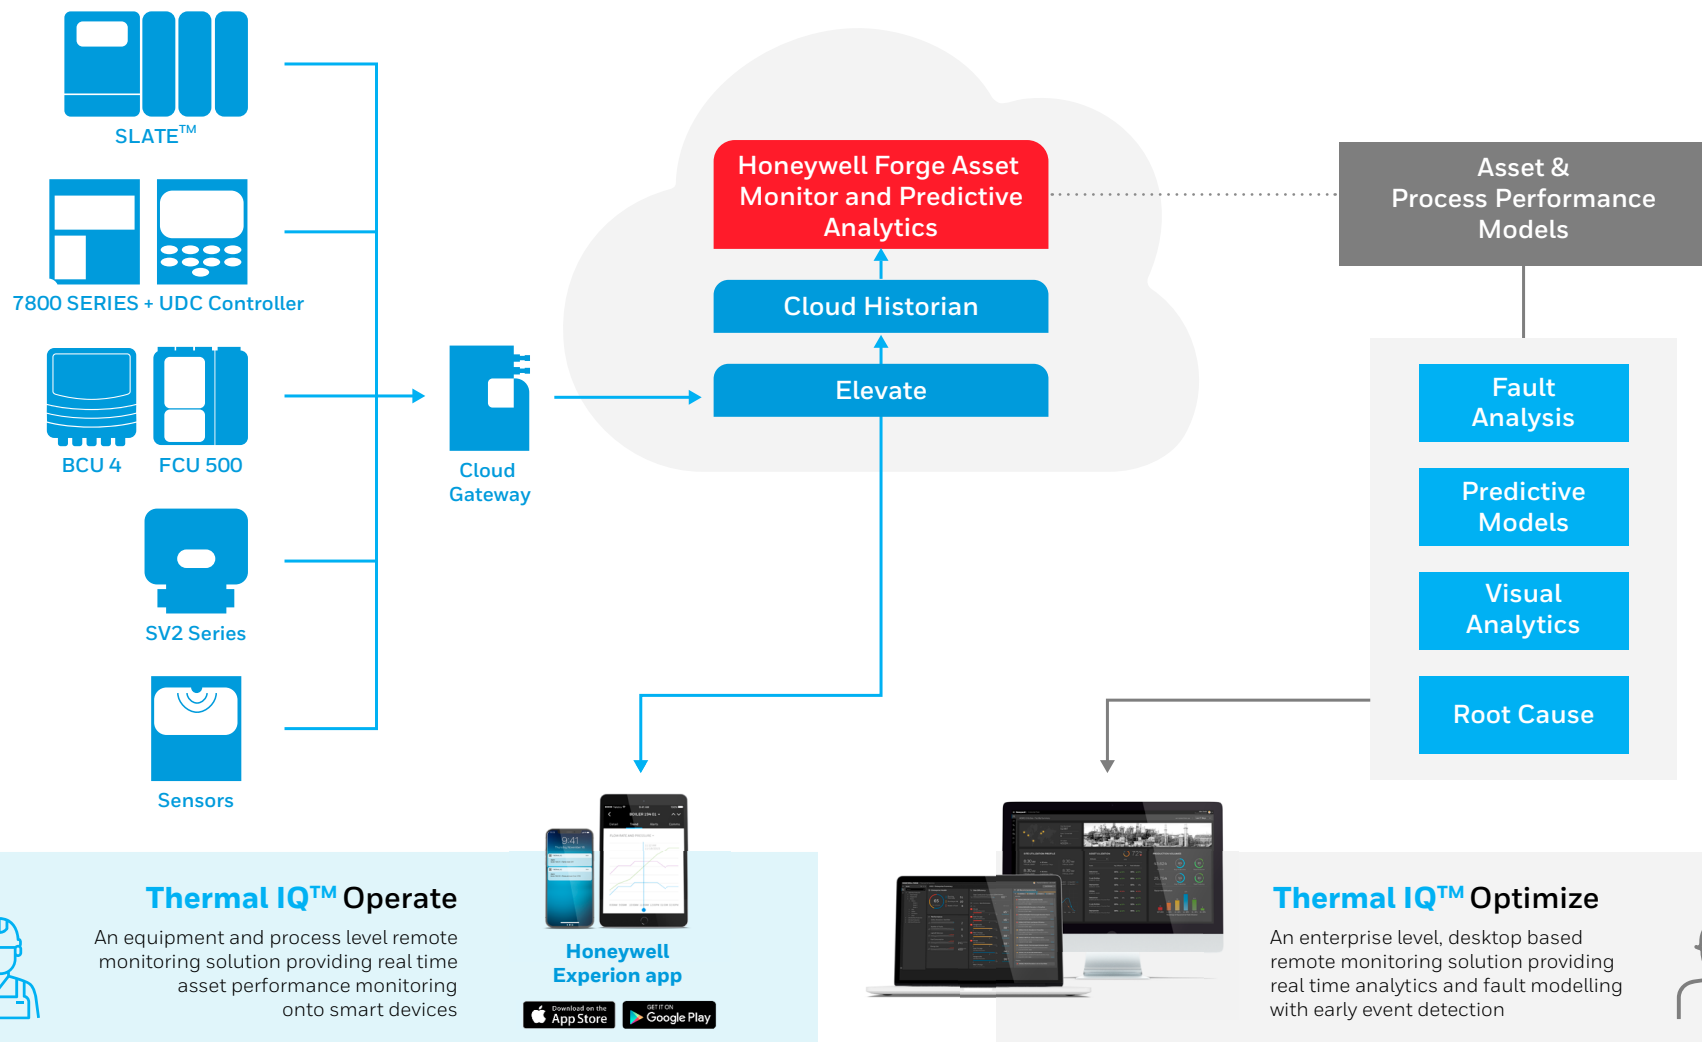 SLATE™
7800 SERIES + UDC Controller
BCU 4
FCU 500
SV2 Series
Sensors
Cloud
Gateway
Honeywell Forge Asset
Monitor and Predictive
Analytics
Cloud Historian
Elevate
Asset &
Process Performance
Models
Fault
Analysis
Predictive
Models
Visual
Analytics
Root Cause
Thermal IQ™ Operate
An equipment and process level remote
monitoring solution providing real time
asset performance monitoring
onto smart devices
9:41
Honeywell
Experion app
Download on the
App Store
GET IT ON
Google Play
Thermal IQ™ Optimize
An enterprise level, desktop based
remote monitoring solution providing
real time analytics and fault modelling
with early event detection